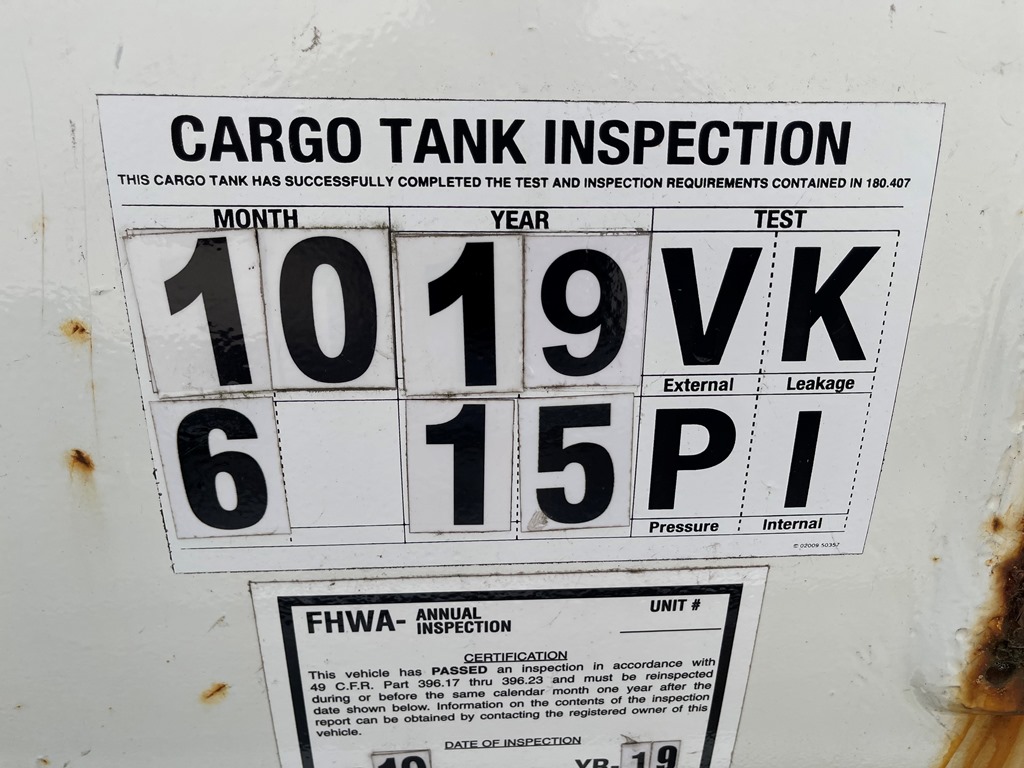 CARGO TANK INSPECTION
THIS CARGO TANK HAS SUCCESSFULLY COMPLETED THE TEST AND INSPECTION REQUIREMENTS CONTAINED IN 180.407
MONTH YEAR TEST
10 19 V K
External Leakage
6 15 P I
Pressure Internal
FHWA- ANNUAL INSPECTION
UNIT #
CERTIFICATION
This vehicle has PASSED an inspection in accordance with
49 C.F.R. Part 396.17 thru 396.23 and must be reinspected
during or before the same calendar month one year after the
date shown below. Information on the contents of the inspection
report can be obtained by contacting the registered owner of this
vehicle.
DATE OF INSPECTION
10 YR- 19